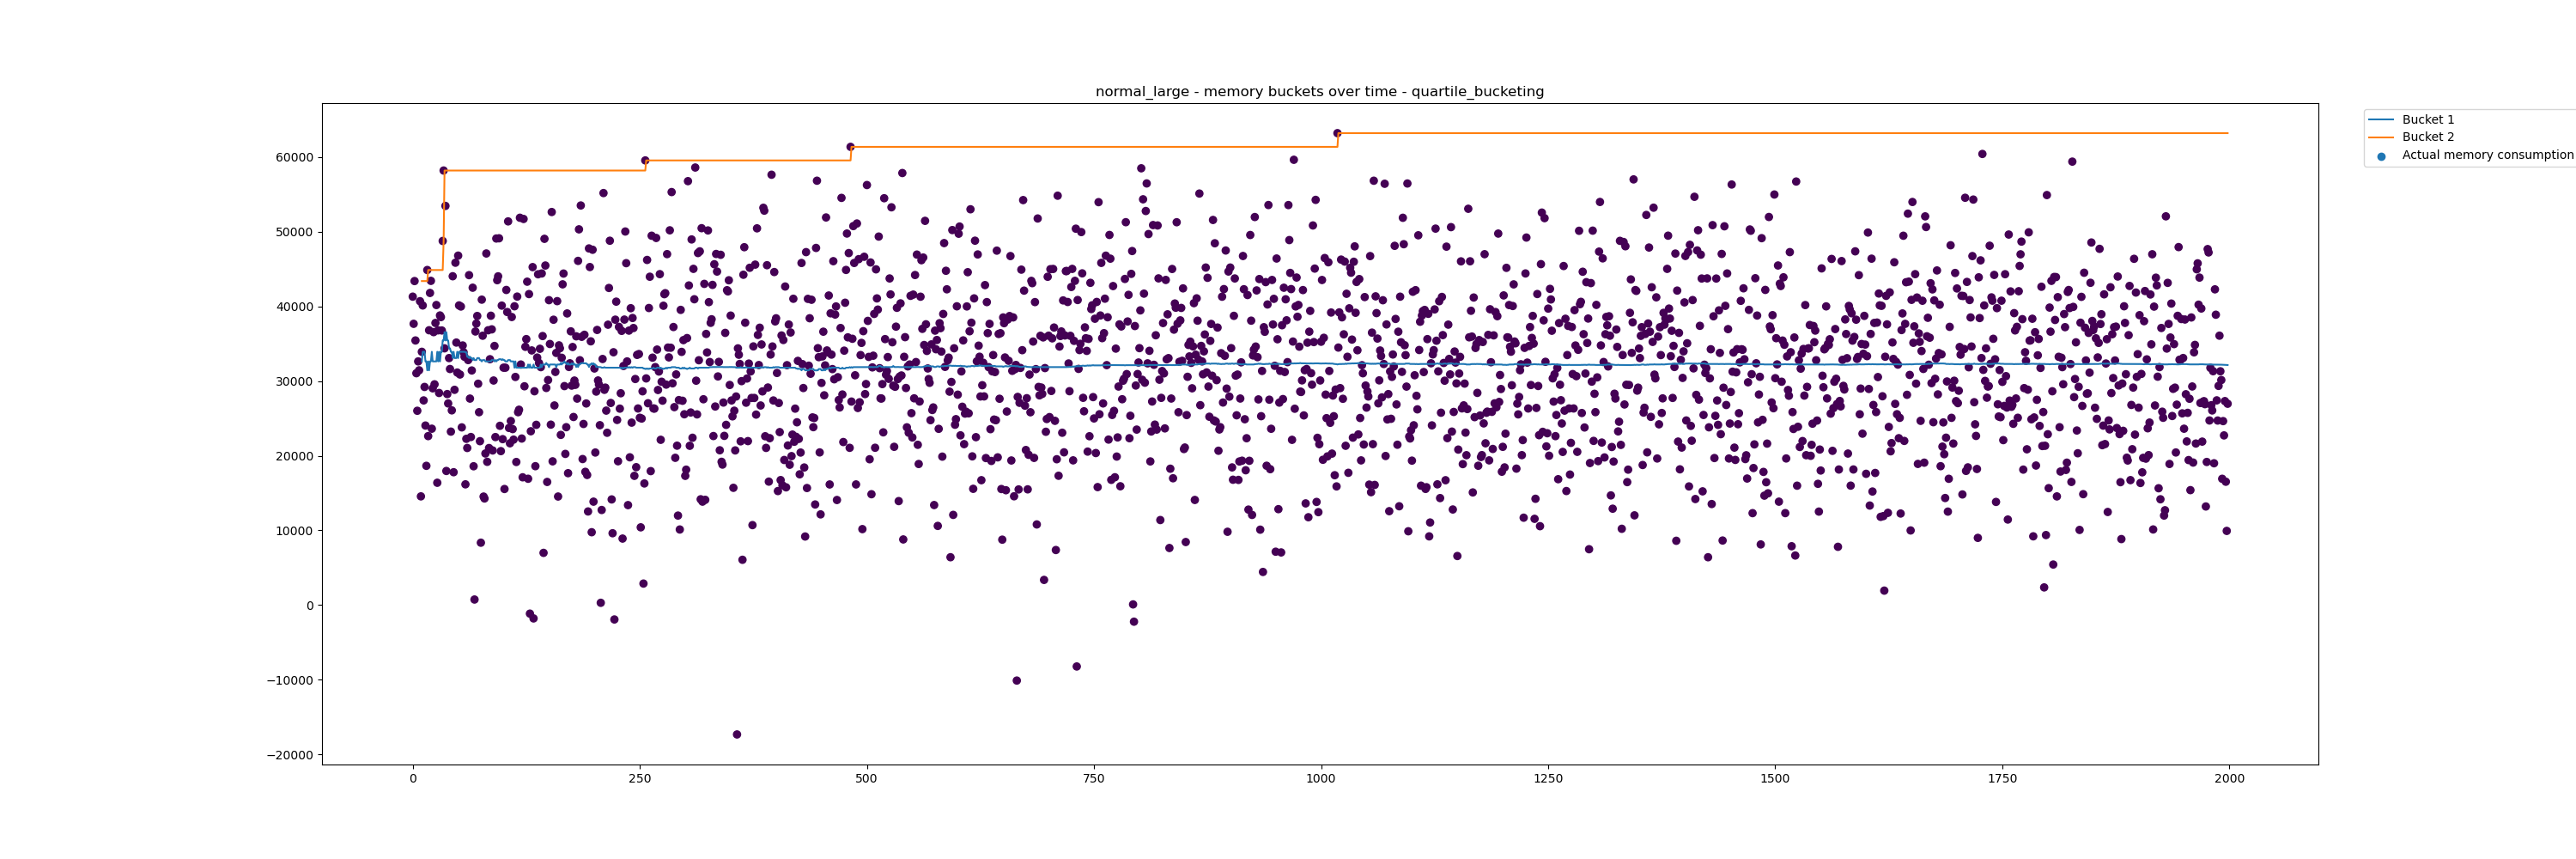 normal_large - memory buckets over time - quartile_bucketing
Bucket 1
Bucket 2
Actual memory consumption
60000
50000
40000
30000
20000
10000
0
−10000
−20000
0 250 500 750 1000 1250 1500 1750 2000